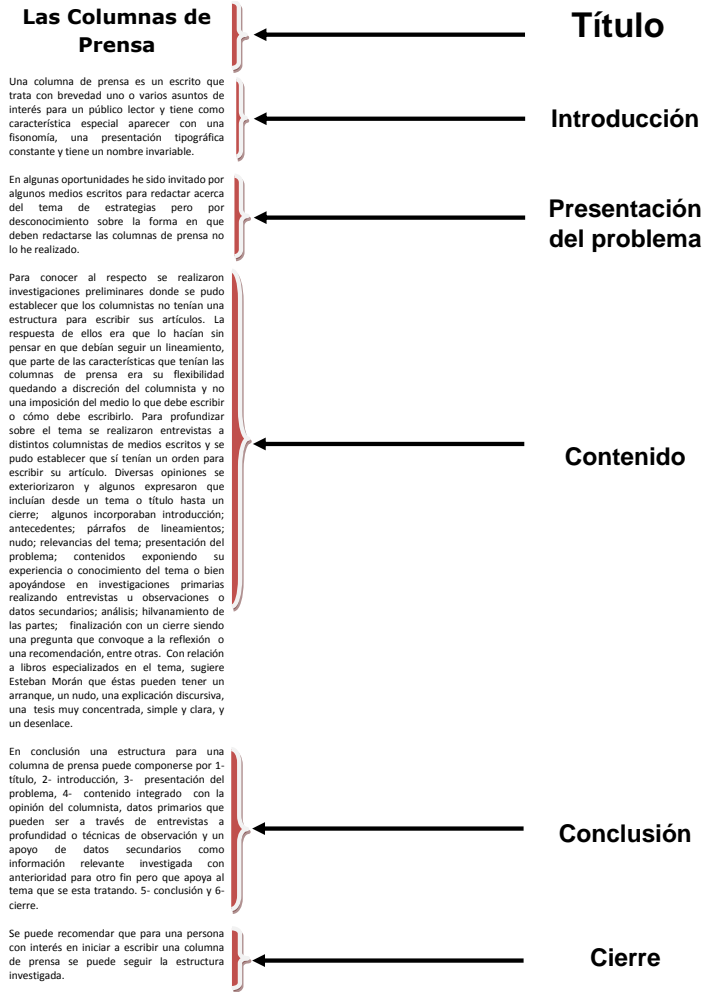 Las Columnas de
Prensa
Título
Una columna de prensa es un escrito que
trata con brevedad uno o varios asuntos de
interés para un público lector y tiene como
característica especial aparecer con una
fisonomía, una presentación tipográfica
constante y tiene un nombre invariable.
Introducción
En algunas oportunidades he sido invitado por
algunos medios escritos para redactar acerca
del tema de estrategias pero por
desconocimiento sobre la forma en que
deben redactarse las columnas de prensa no
lo he realizado.
Presentación
del problema
Para conocer al respecto se realizaron
investigaciones preliminares donde se pudo
establecer que los columnistas no tenían una
estructura para escribir sus artículos. La
respuesta de ellos era que lo hacían sin
pensar en que debían seguir un lineamiento,
que parte de las características que tenían las
columnas de prensa era su flexibilidad
quedando a discreción del columnista y no
una imposición del medio lo que debe escribir
o cómo debe escribirlo. Para profundizar
sobre el tema se realizaron entrevistas a
distintos columnistas de medios escritos y se
pudo establecer que sí tenían un orden para
escribir su artículo. Diversas opiniones se
exteriorizaron y algunos expresaron que
incluían desde un tema o título hasta un
cierre; algunos incorporaban introducción;
antecedentes; párrafos de lineamientos;
nudo; relevancias del tema; presentación del
problema; contenidos exponiendo su
experiencia o conocimiento del tema o bien
apoyándose en investigaciones primarias
realizando entrevistas u observaciones o
datos secundarios; análisis; hilvanamiento de
las partes; finalización con un cierre siendo
una pregunta que convoque a la reflexión o
una recomendación, entre otras. Con relación
a libros especializados en el tema, sugiere
Esteban Morán que éstas pueden tener un
arranque, un nudo, una explicación discursiva,
una tesis muy concentrada, simple y clara, y
un desenlace.
Contenido
En conclusión una estructura para una
columna de prensa puede componerse por 1-
título, 2- introducción, 3- presentación del
problema, 4- contenido integrado con la
opinión del columnista, datos primarios que
pueden ser a través de entrevistas a
profundidad o técnicas de observación y un
apoyo de datos secundarios como
información relevante investigada con
anterioridad para otro fin pero que apoya al
tema que se esta tratando. 5- conclusión y 6-
cierre.
Conclusión
Se puede recomendar que para una persona
con interés en iniciar a escribir una columna
de prensa se puede seguir la estructura
investigada.
Cierre